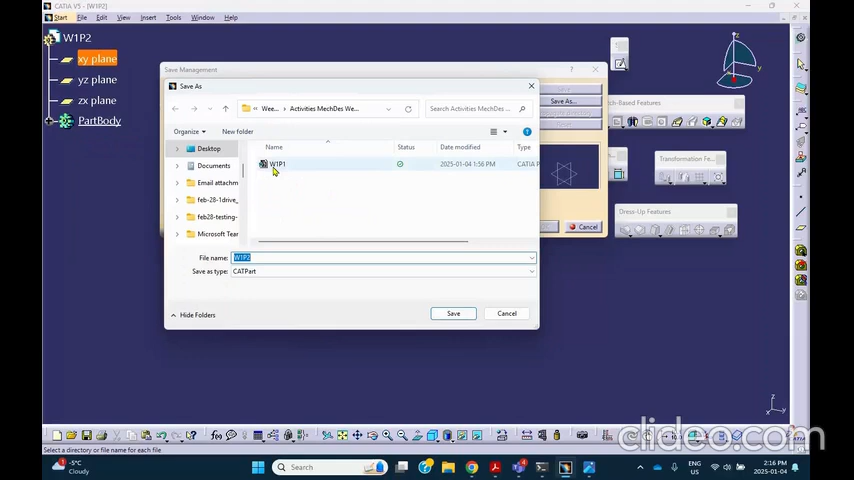 CATIA V5 - [W1P2]
Start File Edit View Insert Tools Window Help
W1P2
xy plane
yz plane
zx plane
PartBody
Save Management
Save As...
Cancel
Save As
Wee... > Activities MechDes We...
Search Activities MechDes We...
Organize
New folder
Name Status Date modified Type
W1P1 2025-01-04 1:56 PM CATIA P
Desktop
Documents
Email attachm
feb-28-1drive_
feb28-testing-
Microsoft Tear
File name: W1P2
Save as type: CATPart
Hide Folders
Save
Cancel
tch-Based Features
Transformation Fe...
Dress-Up Features
z
Select a directory or file name for each file
clideo.com
-5°C
Cloudy
Search
ENG
US
2:16 PM
2025-01-04